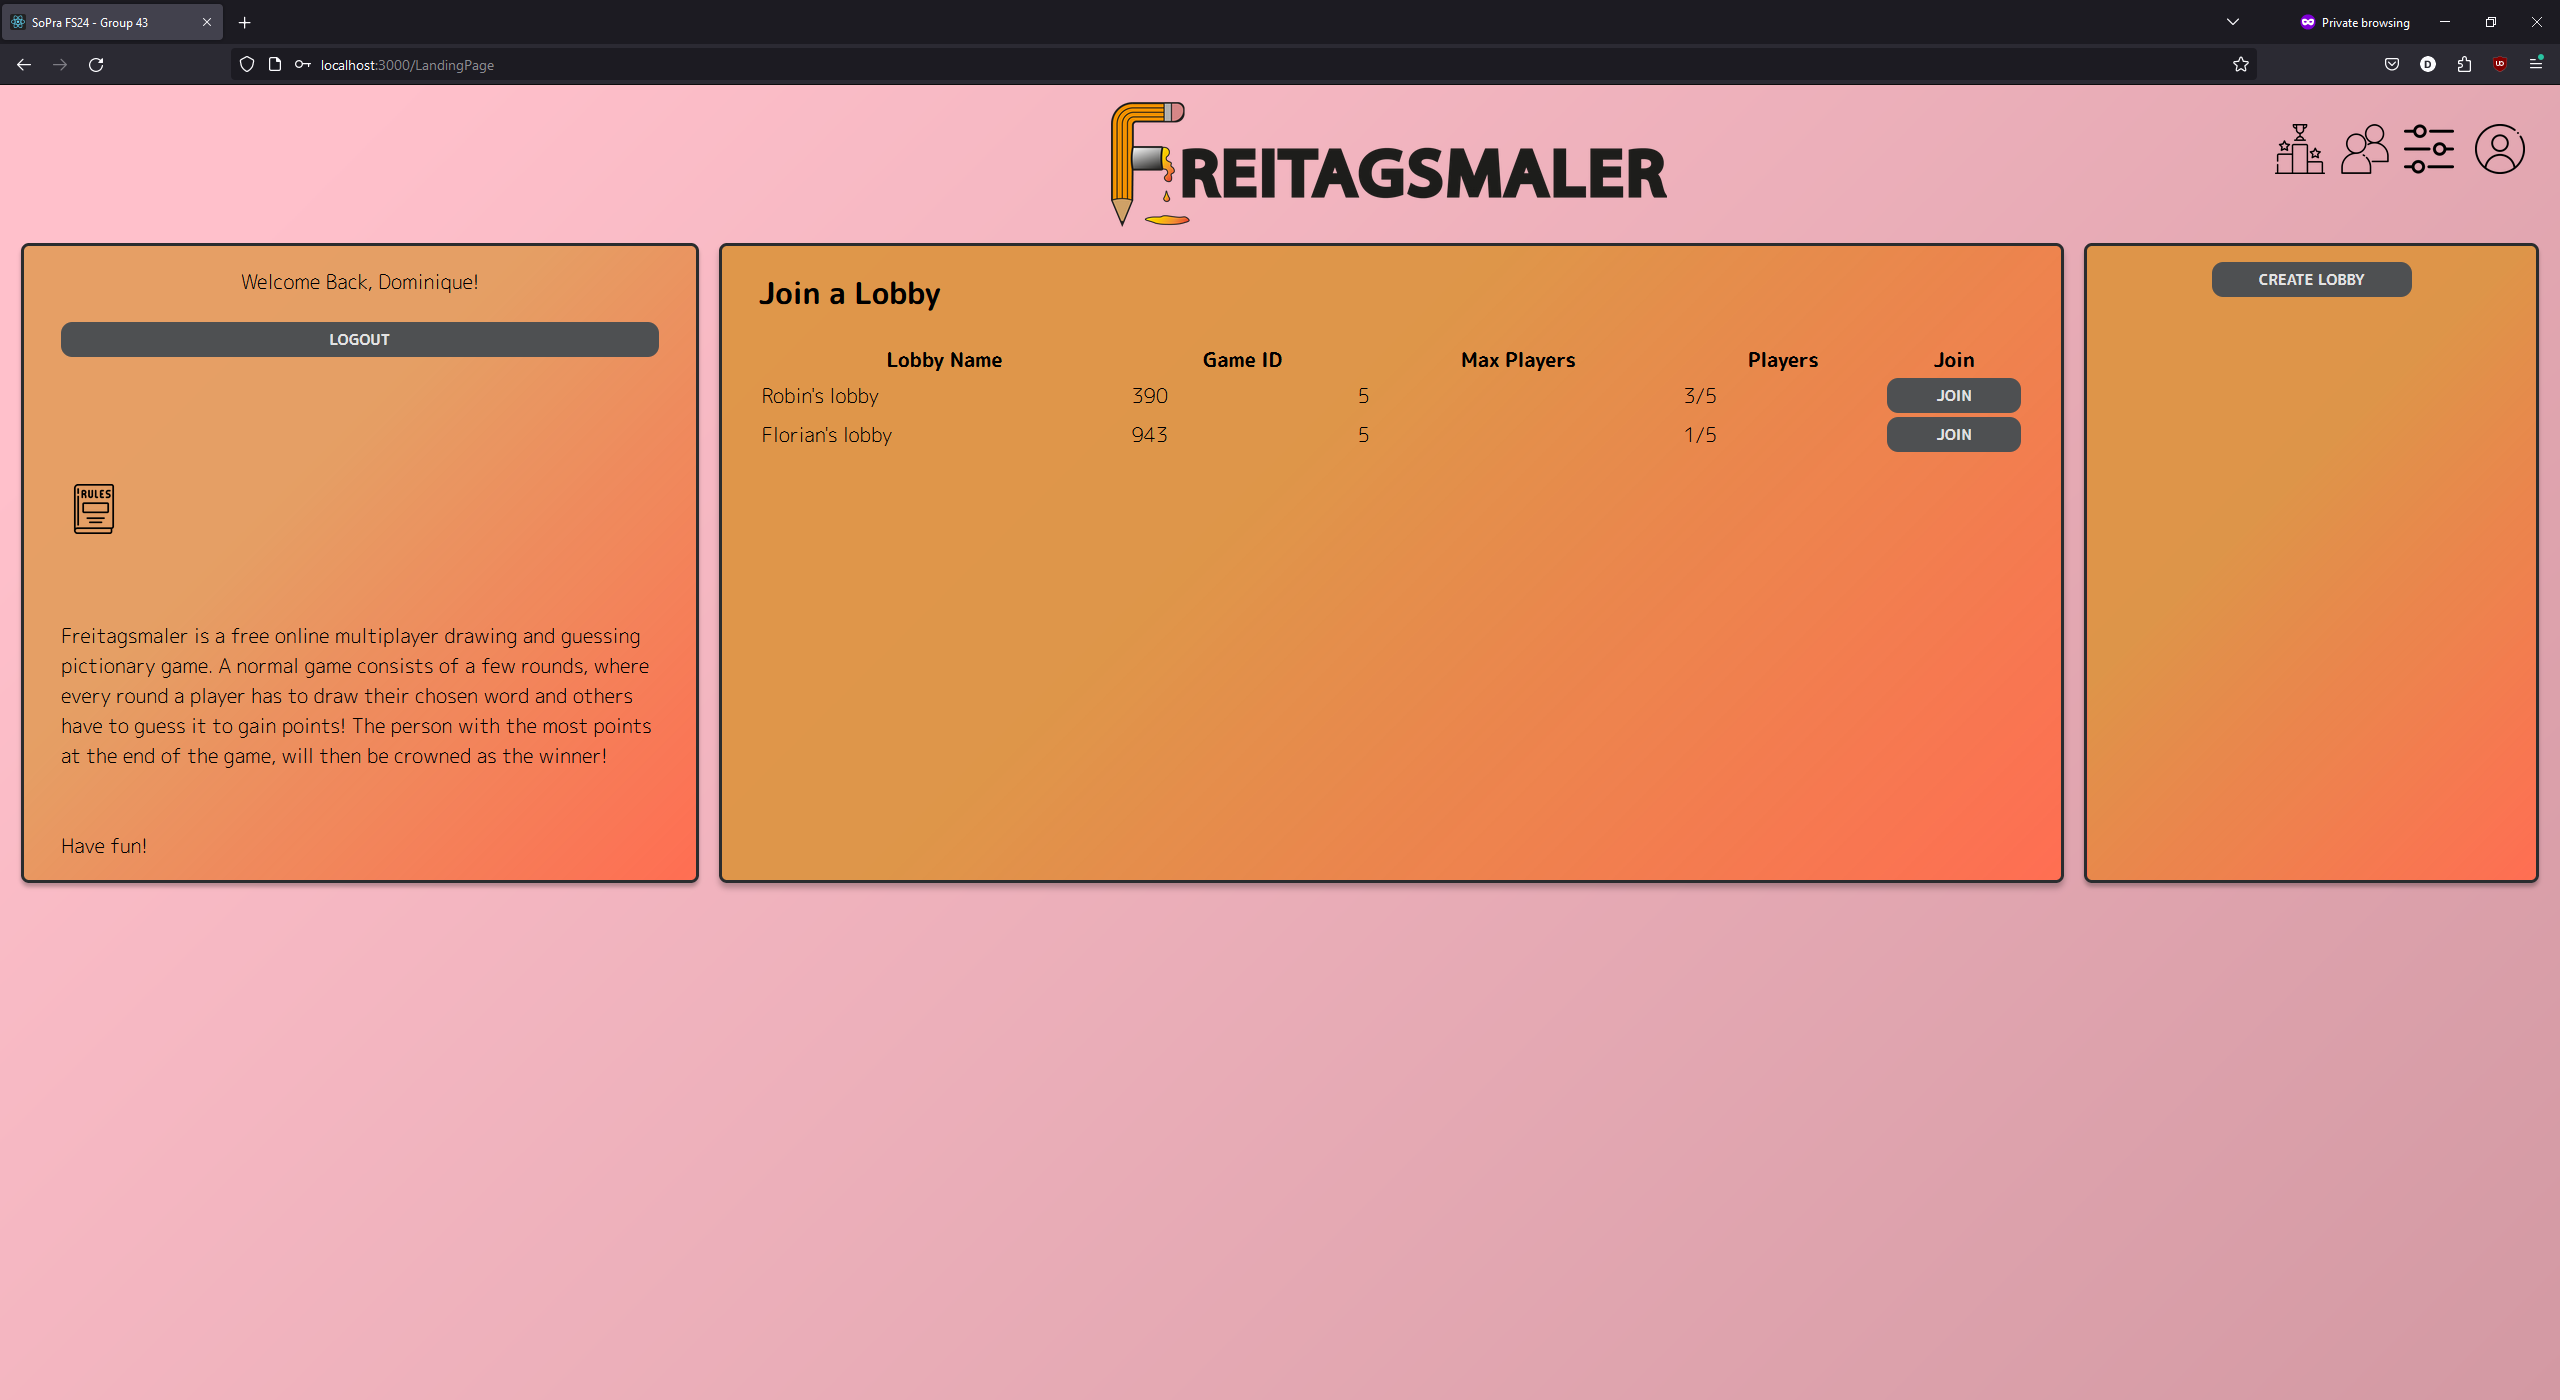 SoPra FS24 - Group 43
Private browsing
localhost:3000/LandingPage
D
UD
FREITAGSMALER
Welcome Back, Dominique!
LOGOUT
RULES
Freitagsmaler is a free online multiplayer drawing and guessing
pictionary game. A normal game consists of a few rounds, where
every round a player has to draw their chosen word and others
have to guess it to gain points! The person with the most points
at the end of the game, will then be crowned as the winner!
Have fun!
Join a Lobby
Lobby Name Game ID Max Players Players Join
Robin's lobby 390 5 3/5 JOIN
Florian's lobby 943 5 1/5 JOIN
CREATE LOBBY